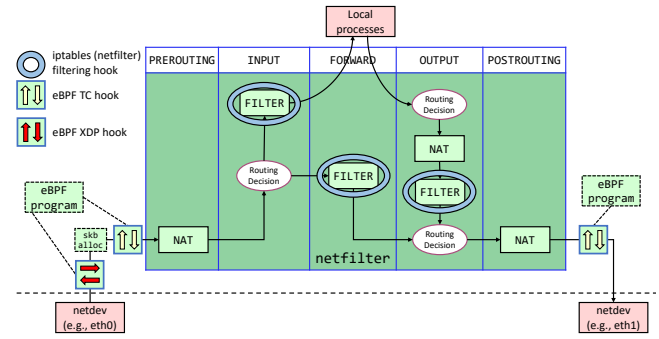 Local
processes
iptables (netfilter)
filtering hook
eBPF TC hook
eBPF XDP hook
PREROUTING
INPUT
FORWARD
OUTPUT
POSTROUTING
FILTER
Routing
Decision
NAT
Routing
Decision
FILTER
FILTER
eBPF
program
eBPF
program
skb
alloc
NAT
Routing
Decision
NAT
netfilter
netdev
(e.g., eth0)
netdev
(e.g., eth1)